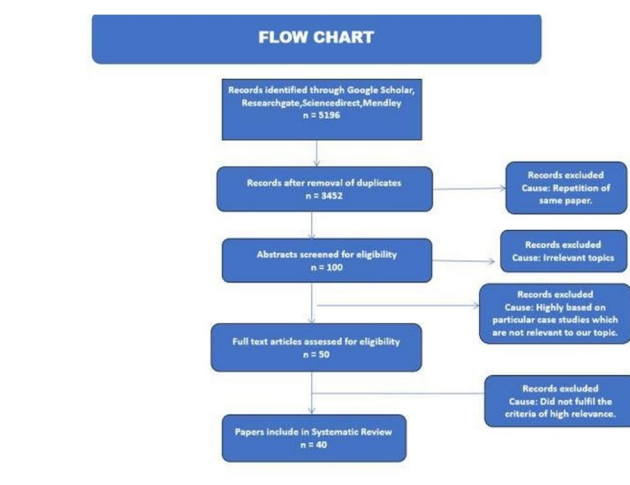 FLOW CHART
Records identified through Google Scholar,
Researchgate,Sciencedirect,Mendley
n = 5196
Records after removal of duplicates
n = 3452
Records excluded
Cause: Repetition of
same paper.
Abstracts screened for eligibility
n = 100
Records excluded
Cause: Irrelevant topics
Records excluded
Cause: Highly based on
particular case studies which
are not relevant to our topic.
Full text articles assessed for eligibility
n = 50
Records excluded
Cause: Did not fulfil the
criteria of high relevance.
Papers include in Systematic Review
n = 40